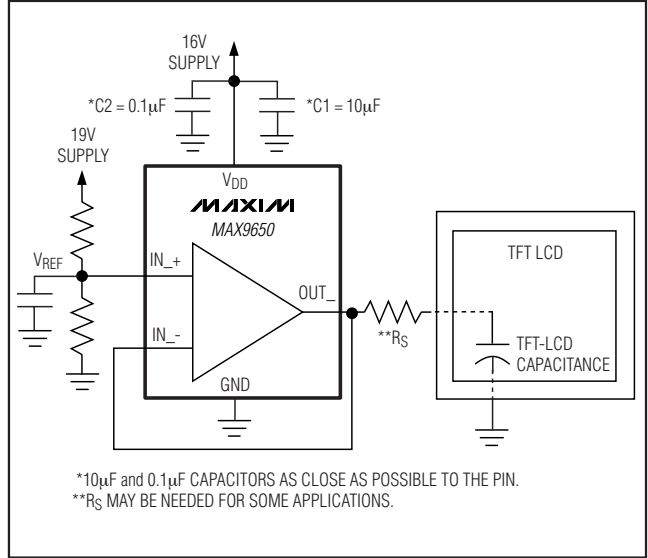 16V
SUPPLY
*C2 = 0.1µF
*C1 = 10µF
19V
SUPPLY
VDD
MAXIM
MAX9650
VREF
IN_+
OUT_
IN_-
GND
**RS
TFT LCD
TFT-LCD
CAPACITANCE
*10µF and 0.1µF CAPACITORS AS CLOSE AS POSSIBLE TO THE PIN.
**RS MAY BE NEEDED FOR SOME APPLICATIONS.